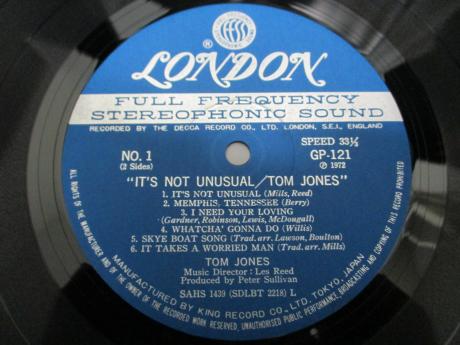 ® LONDON
FULL FREQUENCY
STEREOPHONIC SOUND
RECORDED BY THE DECCA RECORD CO., LTD. LONDON, S.E.I., ENGLAND
NO. 1
(2 Sides)
SPEED 33⅓
GP-121
Ⓟ 1972
"IT'S NOT UNUSUAL/TOM JONES"
1. IT'S NOT UNUSUAL (Mills, Reed)
2. MEMPHIS, TENNESSEE (Berry)
3. I NEED YOUR LOVING
(Gardner, Robinson, Lewis, McDougall)
4. WHATCHA' GONNA DO (Willis)
5. SKYE BOAT SONG (Trad. arr. Lawson, Boulton)
6. IT TAKES A WORRIED MAN (Trad. arr. Mills)
TOM JONES
Music Director : Les Reed
Produced by Peter Sullivan
SAHS 1439 (SDLBT 2218) L
MANUFACTURED BY KING RECORD CO., LTD. TOKYO, JAPAN
ALL RIGHTS OF THE MANUFACTURER AND OF THE OWNER OF THE RECORDED WORK RESERVED, UNAUTHORISED PUBLIC PERFORMANCE, BROADCASTING AND COPYING OF THIS RECORD PROHIBITED